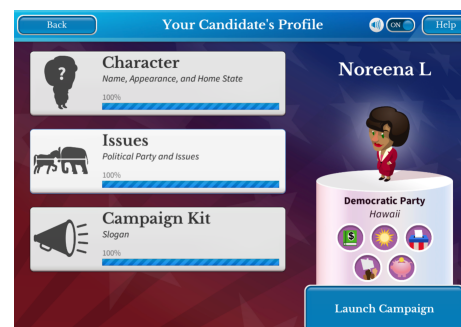 Back
Your Candidate's Profile
ON
Help
Character
Name, Appearance, and Home State
100%
Issues
Political Party and Issues
100%
Campaign Kit
Slogan
100%
Noreena L
Democratic Party
Hawaii
$
Launch Campaign